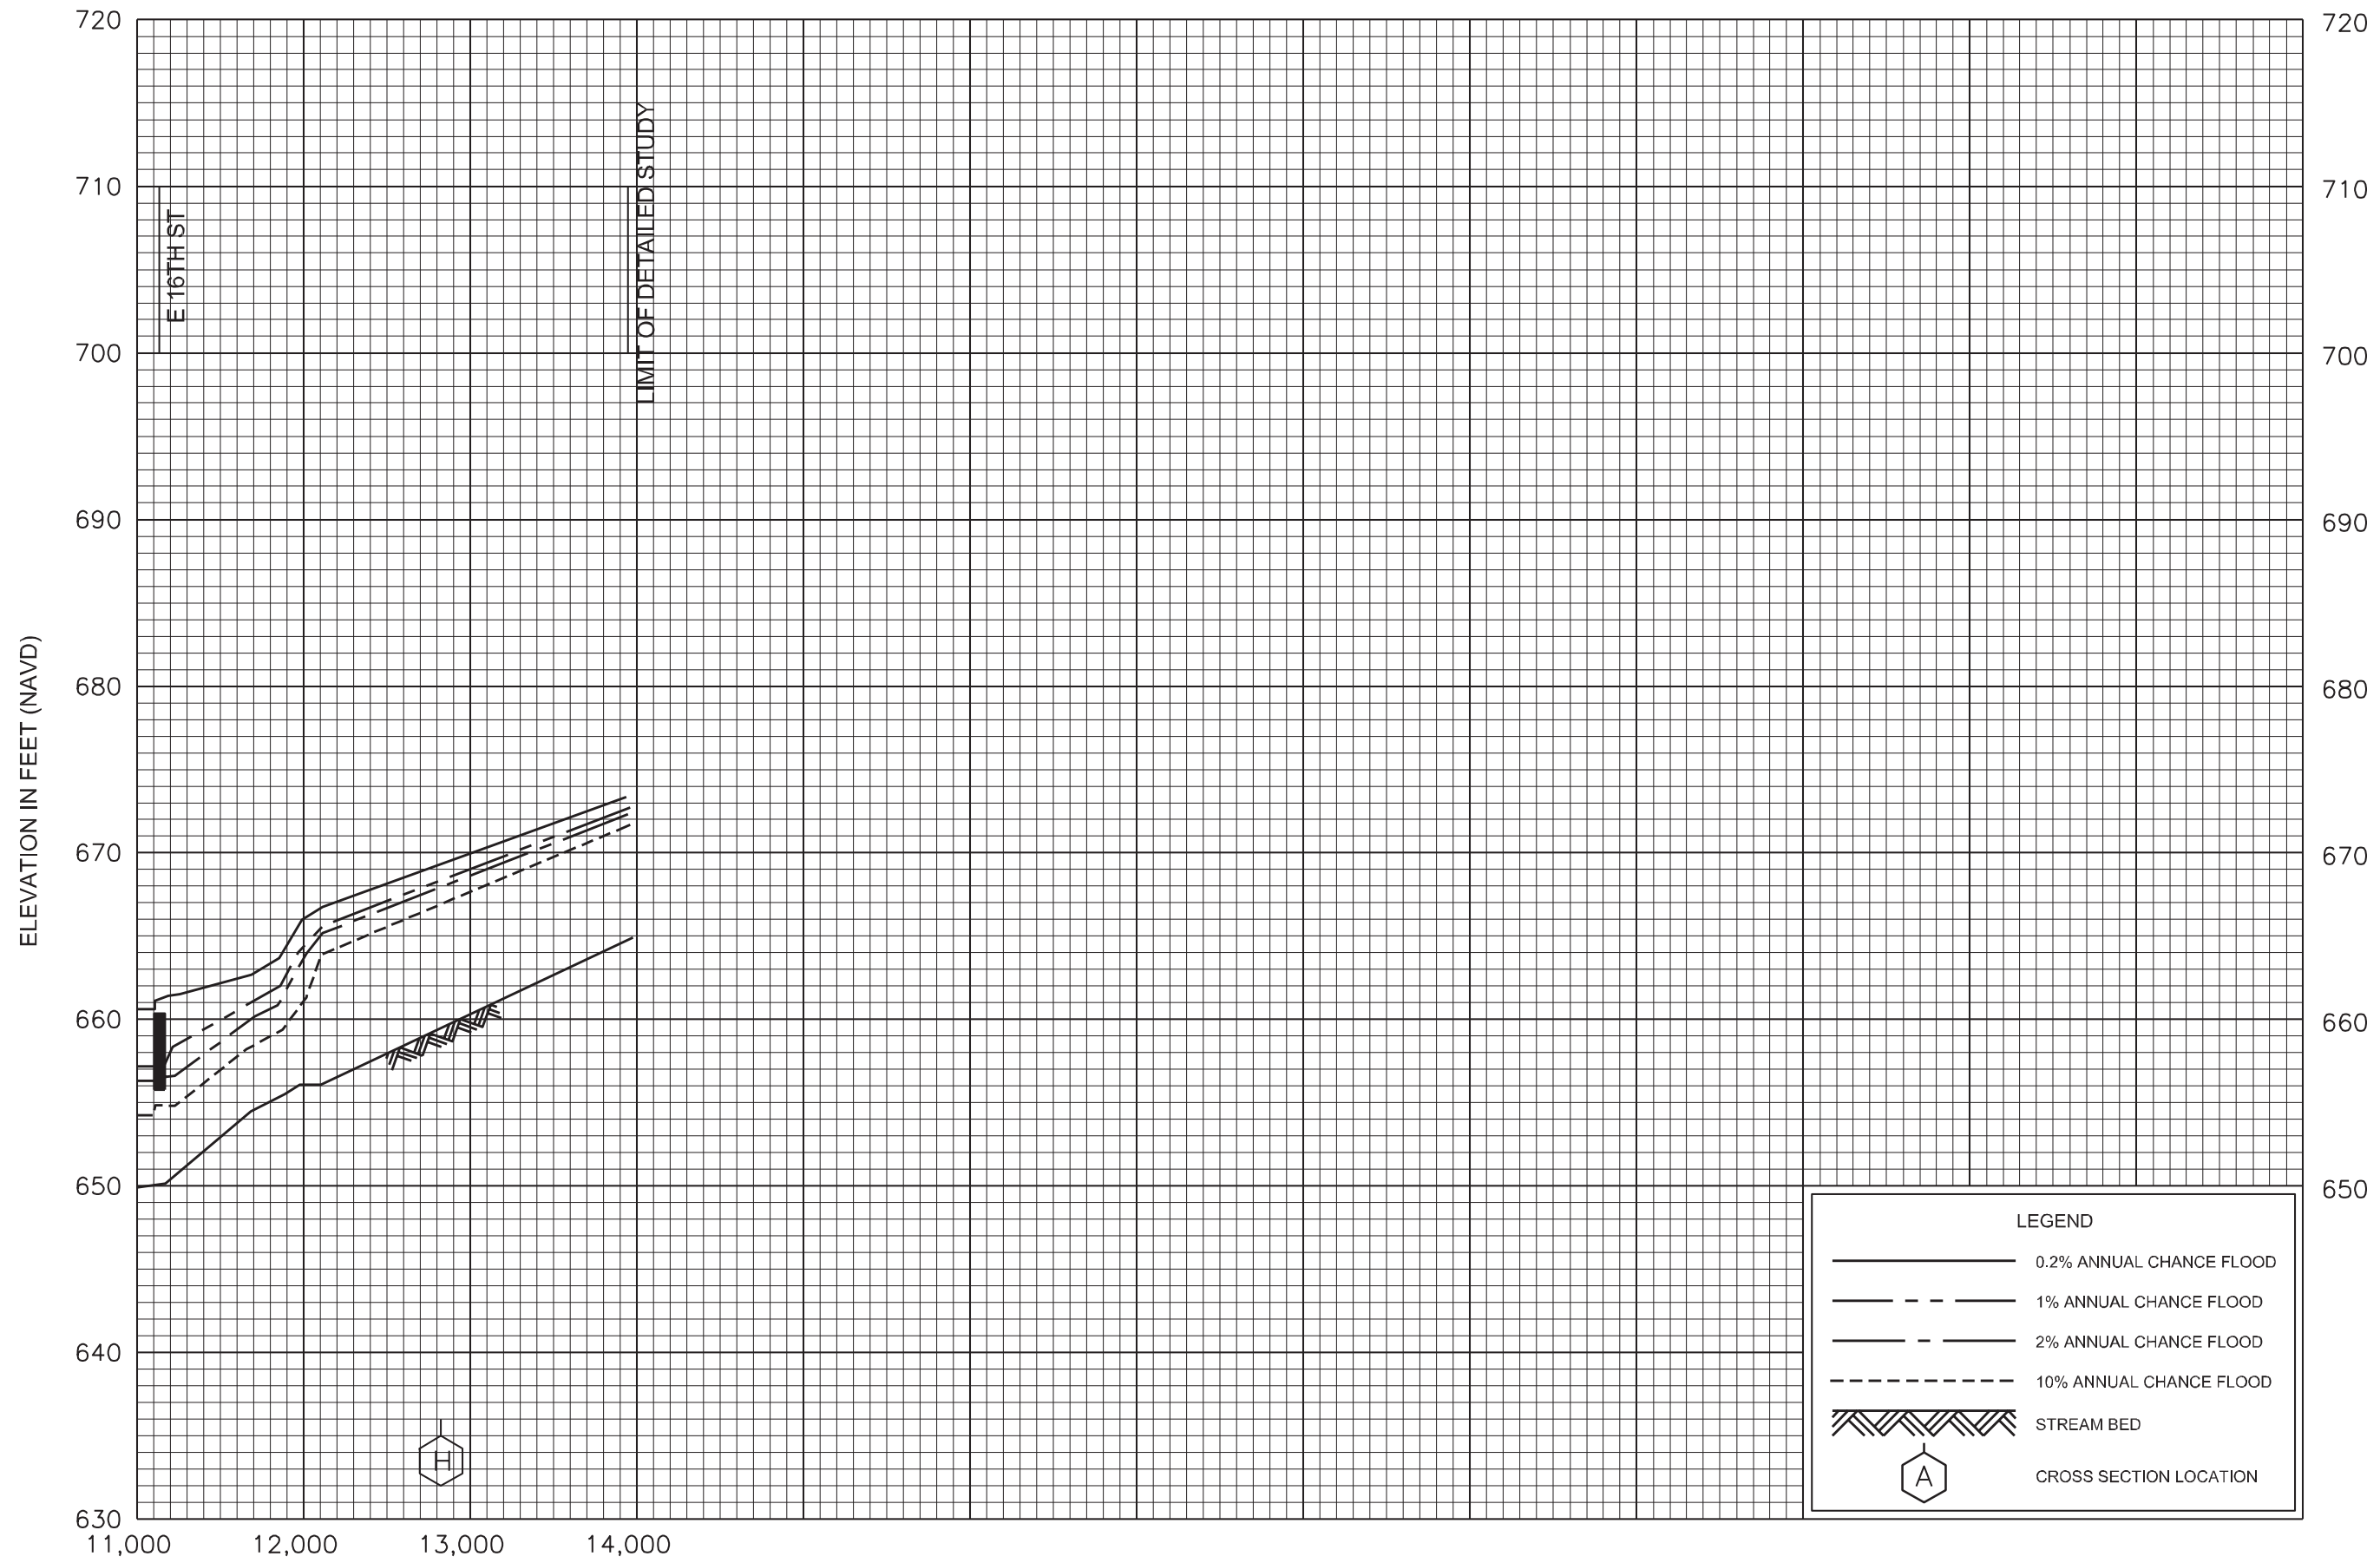 720
710
700
690
680
670
660
650
640
630
ELEVATION IN FEET (NAVD)
E 16TH ST
LIMIT OF DETAILED STUDY
720
710
700
690
680
670
660
650
H
11,000
12,000
13,000
14,000
LEGEND
0.2% ANNUAL CHANCE FLOOD
1% ANNUAL CHANCE FLOOD
2% ANNUAL CHANCE FLOOD
10% ANNUAL CHANCE FLOOD
STREAM BED
A
CROSS SECTION LOCATION